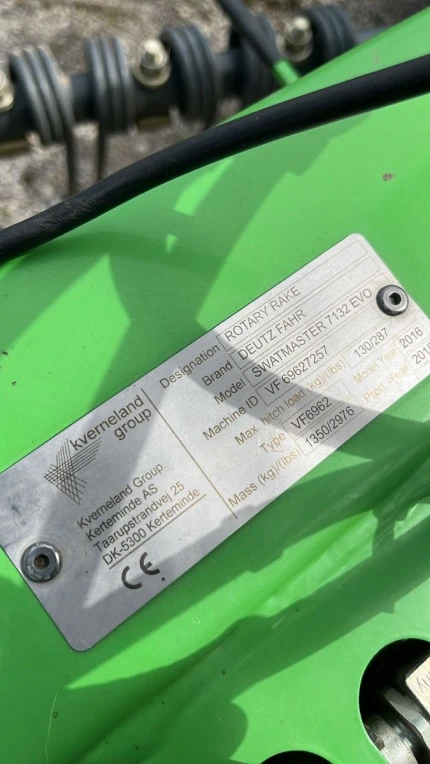 kverneland
group
Kverneland Group
Kerteminde AS
Taarupstrandvej 25
DK-5300 Kerteminde
CE
Designation ROTARY RAKE
Brand DEUTZ FAHR
Model SWATMASTER 7132 EVO
Machine ID VF 69627257
Max hitch load (kg)/(lbs) 130/287
Type VF6962 Model Year 2016
Mass (kg)/(lbs) 1350/2976 Prod. Year